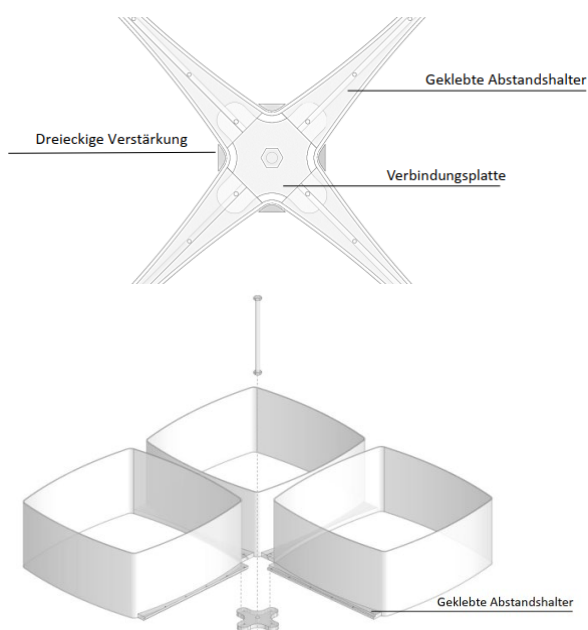 Geklebte Abstandshalter
Dreieckige Verstärkung
Verbindungsplatte
Geklebte Abstandshalter